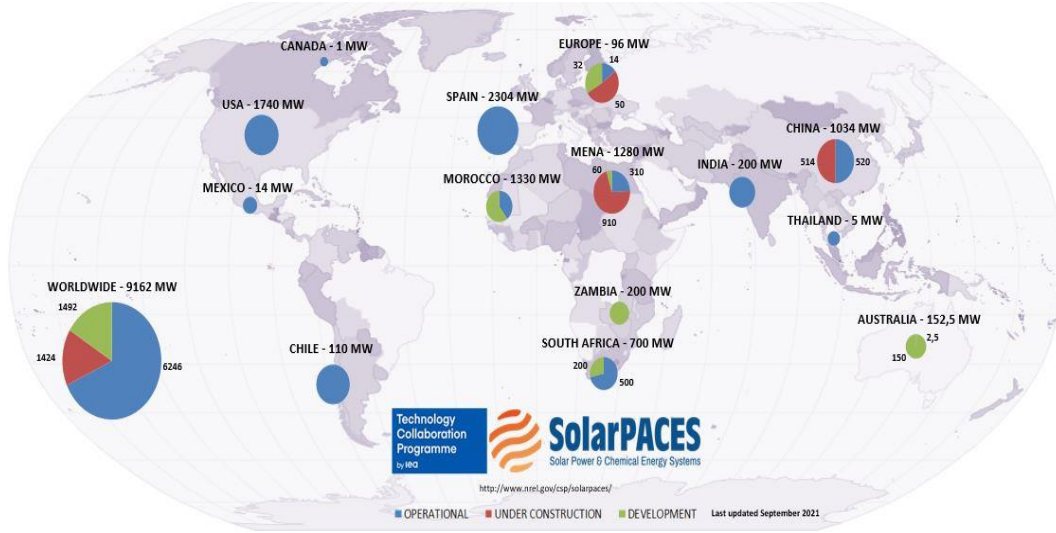 CANADA - 1 MW
EUROPE - 96 MW
32
14
50
USA - 1740 MW
SPAIN - 2304 MW
CHINA - 1034 MW
514
520
MENA - 1280 MW
60
310
910
INDIA - 200 MW
MOROCCO - 1330 MW
MEXICO - 14 MW
THAILAND - 5 MW
WORLDWIDE - 9162 MW
1492
1424
6246
ZAMBIA - 200 MW
AUSTRALIA - 152,5 MW
2,5
150
CHILE - 110 MW
SOUTH AFRICA - 700 MW
200
500
Technology
Collaboration
Programme
by iea
SolarPACES
Solar Power & Chemical Energy Systems
http://www.nrel.gov/csp/solarpaces/
OPERATIONAL UNDER CONSTRUCTION DEVELOPMENT Last updated September 2021